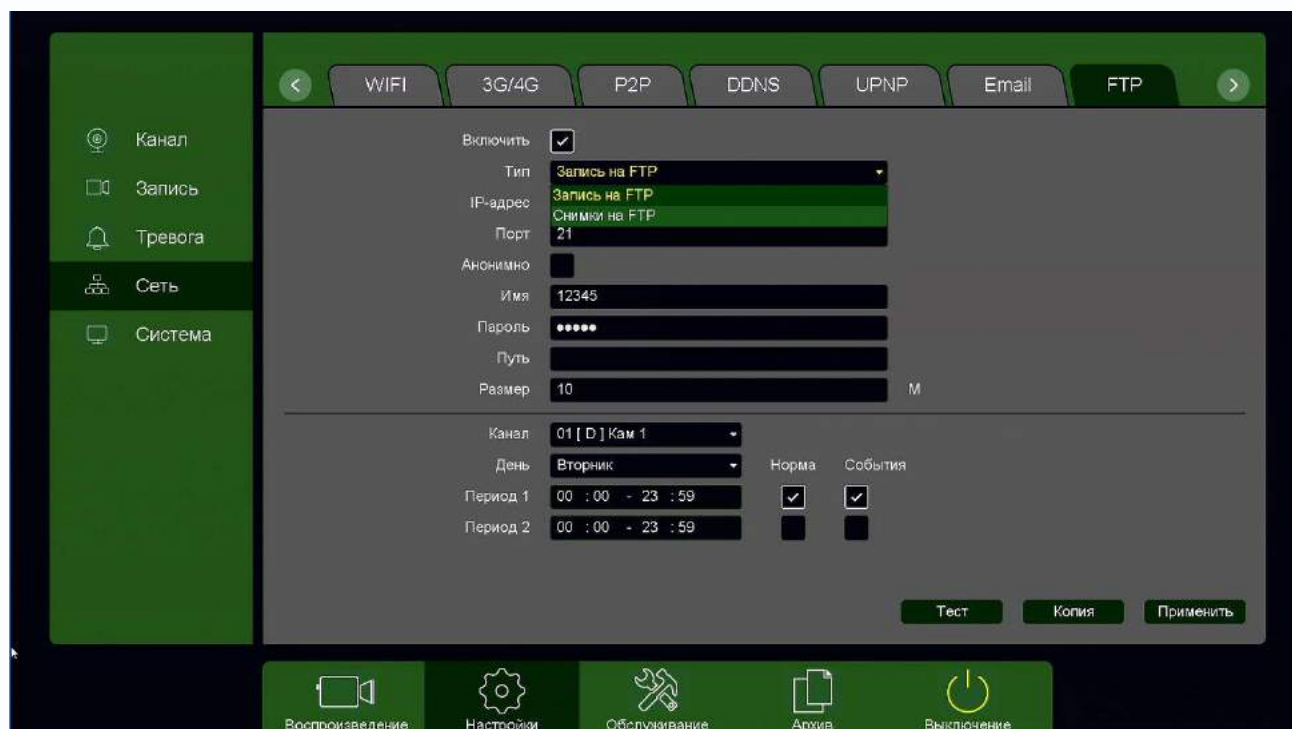 WIFI 3G/4G P2P DDNS UPNP Email FTP
Канал
Запись
Тревога
Сеть
Система
Включить
Тип Запись на FTP
Запись на FTP
IP-адрес
Снимки на FTP
Порт 21
Анонимно
Имя 12345
Пароль •••••
Путь
Размер 10 М
Канал 01 [ D ] Кам 1
День Вторник Норма События
Период 1 00 : 00 - 23 : 59
Период 2 00 : 00 - 23 : 59
Тест Копия Применить
Воспроизведение Настройки Обслуживание Архив Выключение